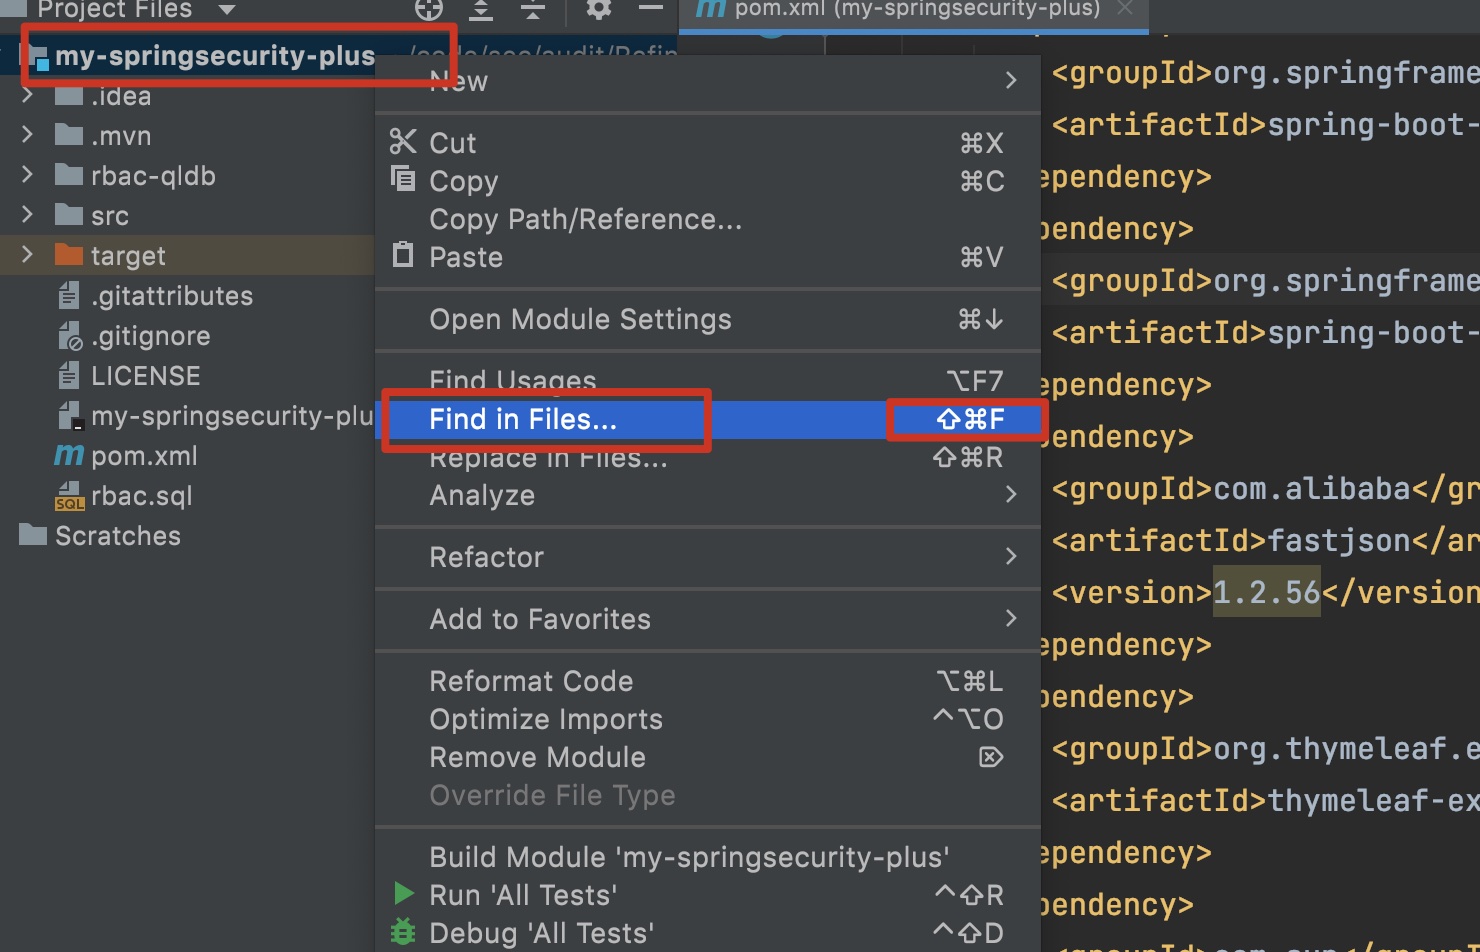 Project Files
pom.xml (my-springsecurity-plus)
my-springsecurity-plus
.idea
.mvn
rbac-qldb
src
target
.gitattributes
.gitignore
LICENSE
my-springsecurity-plu
pom.xml
rbac.sql
Scratches
New
Cut ⌘X
Copy ⌘C
Copy Path/Reference...
Paste ⌘V
Open Module Settings ⌘↓
Find Usages ⌥F7
Find in Files... ⇧⌘F
Replace in Files... ⇧⌘R
Analyze
Refactor
Add to Favorites
Reformat Code ⌥⌘L
Optimize Imports ^⌥O
Remove Module ⌦
Override File Type
Build Module 'my-springsecurity-plus'
Run 'All Tests' ^⇧R
Debug 'All Tests' ^⇧D
<groupId>org.springframe
<artifactId>spring-boot-
ependency>
pendency>
<groupId>org.springframe
<artifactId>spring-boot-
ependency>
endency>
<groupId>com.alibaba</gr
<artifactId>fastjson</ar
<version>1.2.56</version
ependency>
pendency>
<groupId>org.thymeleaf.e
<artifactId>thymeleaf-ex
ependency>
pendency>